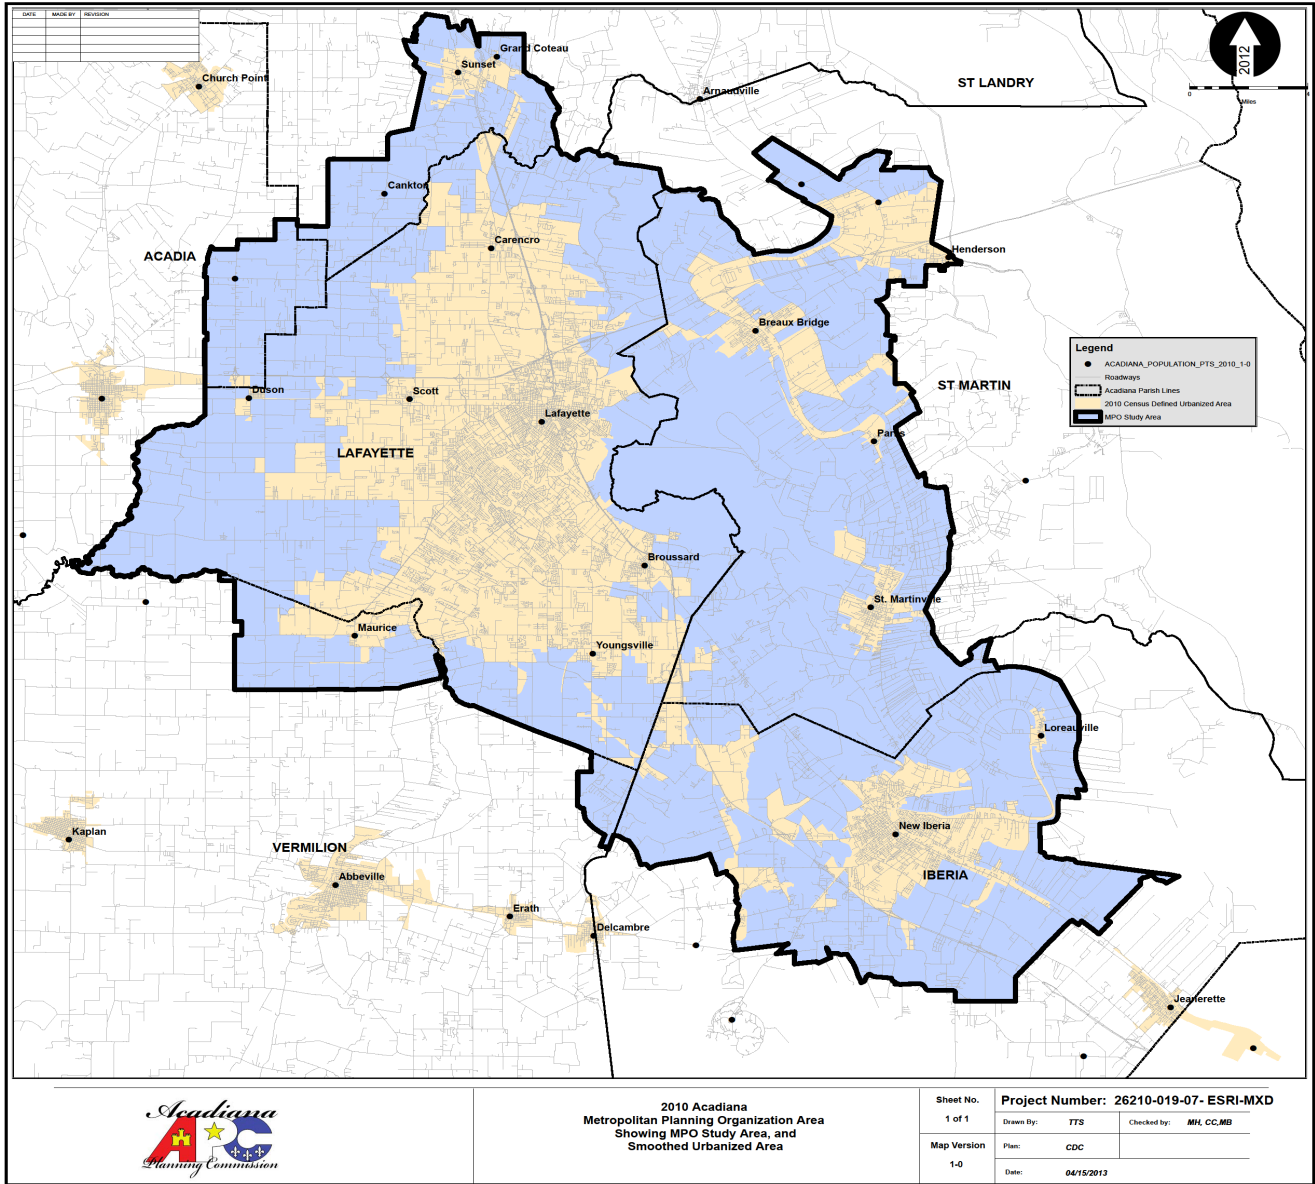 DATE MADE BY REVISION
2012
0
Miles
Grand Coteau
Sunset
Church Point
Arnaudville
ST LANDRY
Cankton
Carencro
Henderson
ACADIA
Breaux Bridge
Legend
ACADIANA_POPULATION_PTS_2010_1-0
Roadways
Acadiana Parish Lines
2010 Census Defined Urbanized Area
MPO Study Area
ST MARTIN
Duson
Scott
Lafayette
Parks
LAFAYETTE
Broussard
St. Martinville
Maurice
Youngsville
Loreauville
Kaplan
New Iberia
VERMILION
Abbeville
IBERIA
Erath
Delcambre
Jeanerette
Acadiana
APC
Planning Commission
2010 Acadiana
Metropolitan Planning Organization Area
Showing MPO Study Area, and
Smoothed Urbanized Area
Sheet No.
1 of 1
Map Version
1-0
Project Number: 26210-019-07- ESRI-MXD
Drawn By: TTS Checked by: MH, CC,MB
Plan: CDC
Date: 04/15/2013